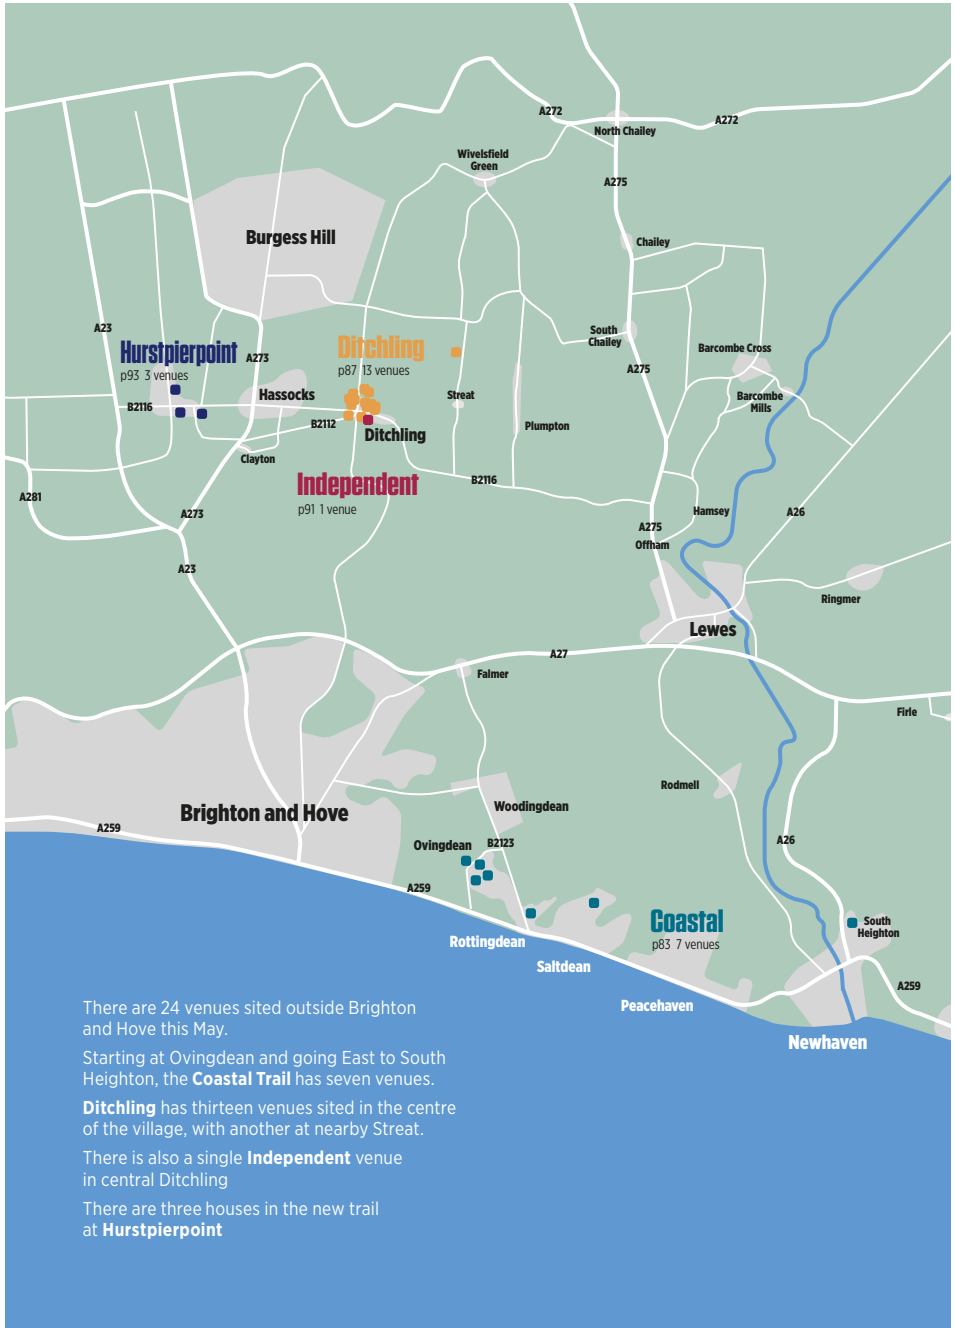 A272
North Chailey
A272
Wivelsfield
Green
A275
Burgess Hill
Chailey
A23
Hurstpierpoint
p93 3 venues
A273
Ditchling
p87 13 venues
South
Chailey
A275
Barcombe Cross
Hassocks
Streat
Barcombe
Mills
B2116
B2112
Ditchling
Plumpton
Clayton
Independent
p91 1 venue
B2116
A281
A273
Hamsey
A26
A275
Offham
A23
Ringmer
Lewes
A27
Falmer
Firle
Rodmell
Brighton and Hove
Woodingdean
A259
Ovingdean
B2123
A26
A259
Coastal
p83 7 venues
South
Heighton
Rottingdean
Saltdean
A259
Peacehaven
Newhaven
There are 24 venues sited outside Brighton
and Hove this May.
Starting at Ovingdean and going East to South
Heighton, the Coastal Trail has seven venues.
Ditchling has thirteen venues sited in the centre
of the village, with another at nearby Streat.
There is also a single Independent venue
in central Ditchling
There are three houses in the new trail
at Hurstpierpoint